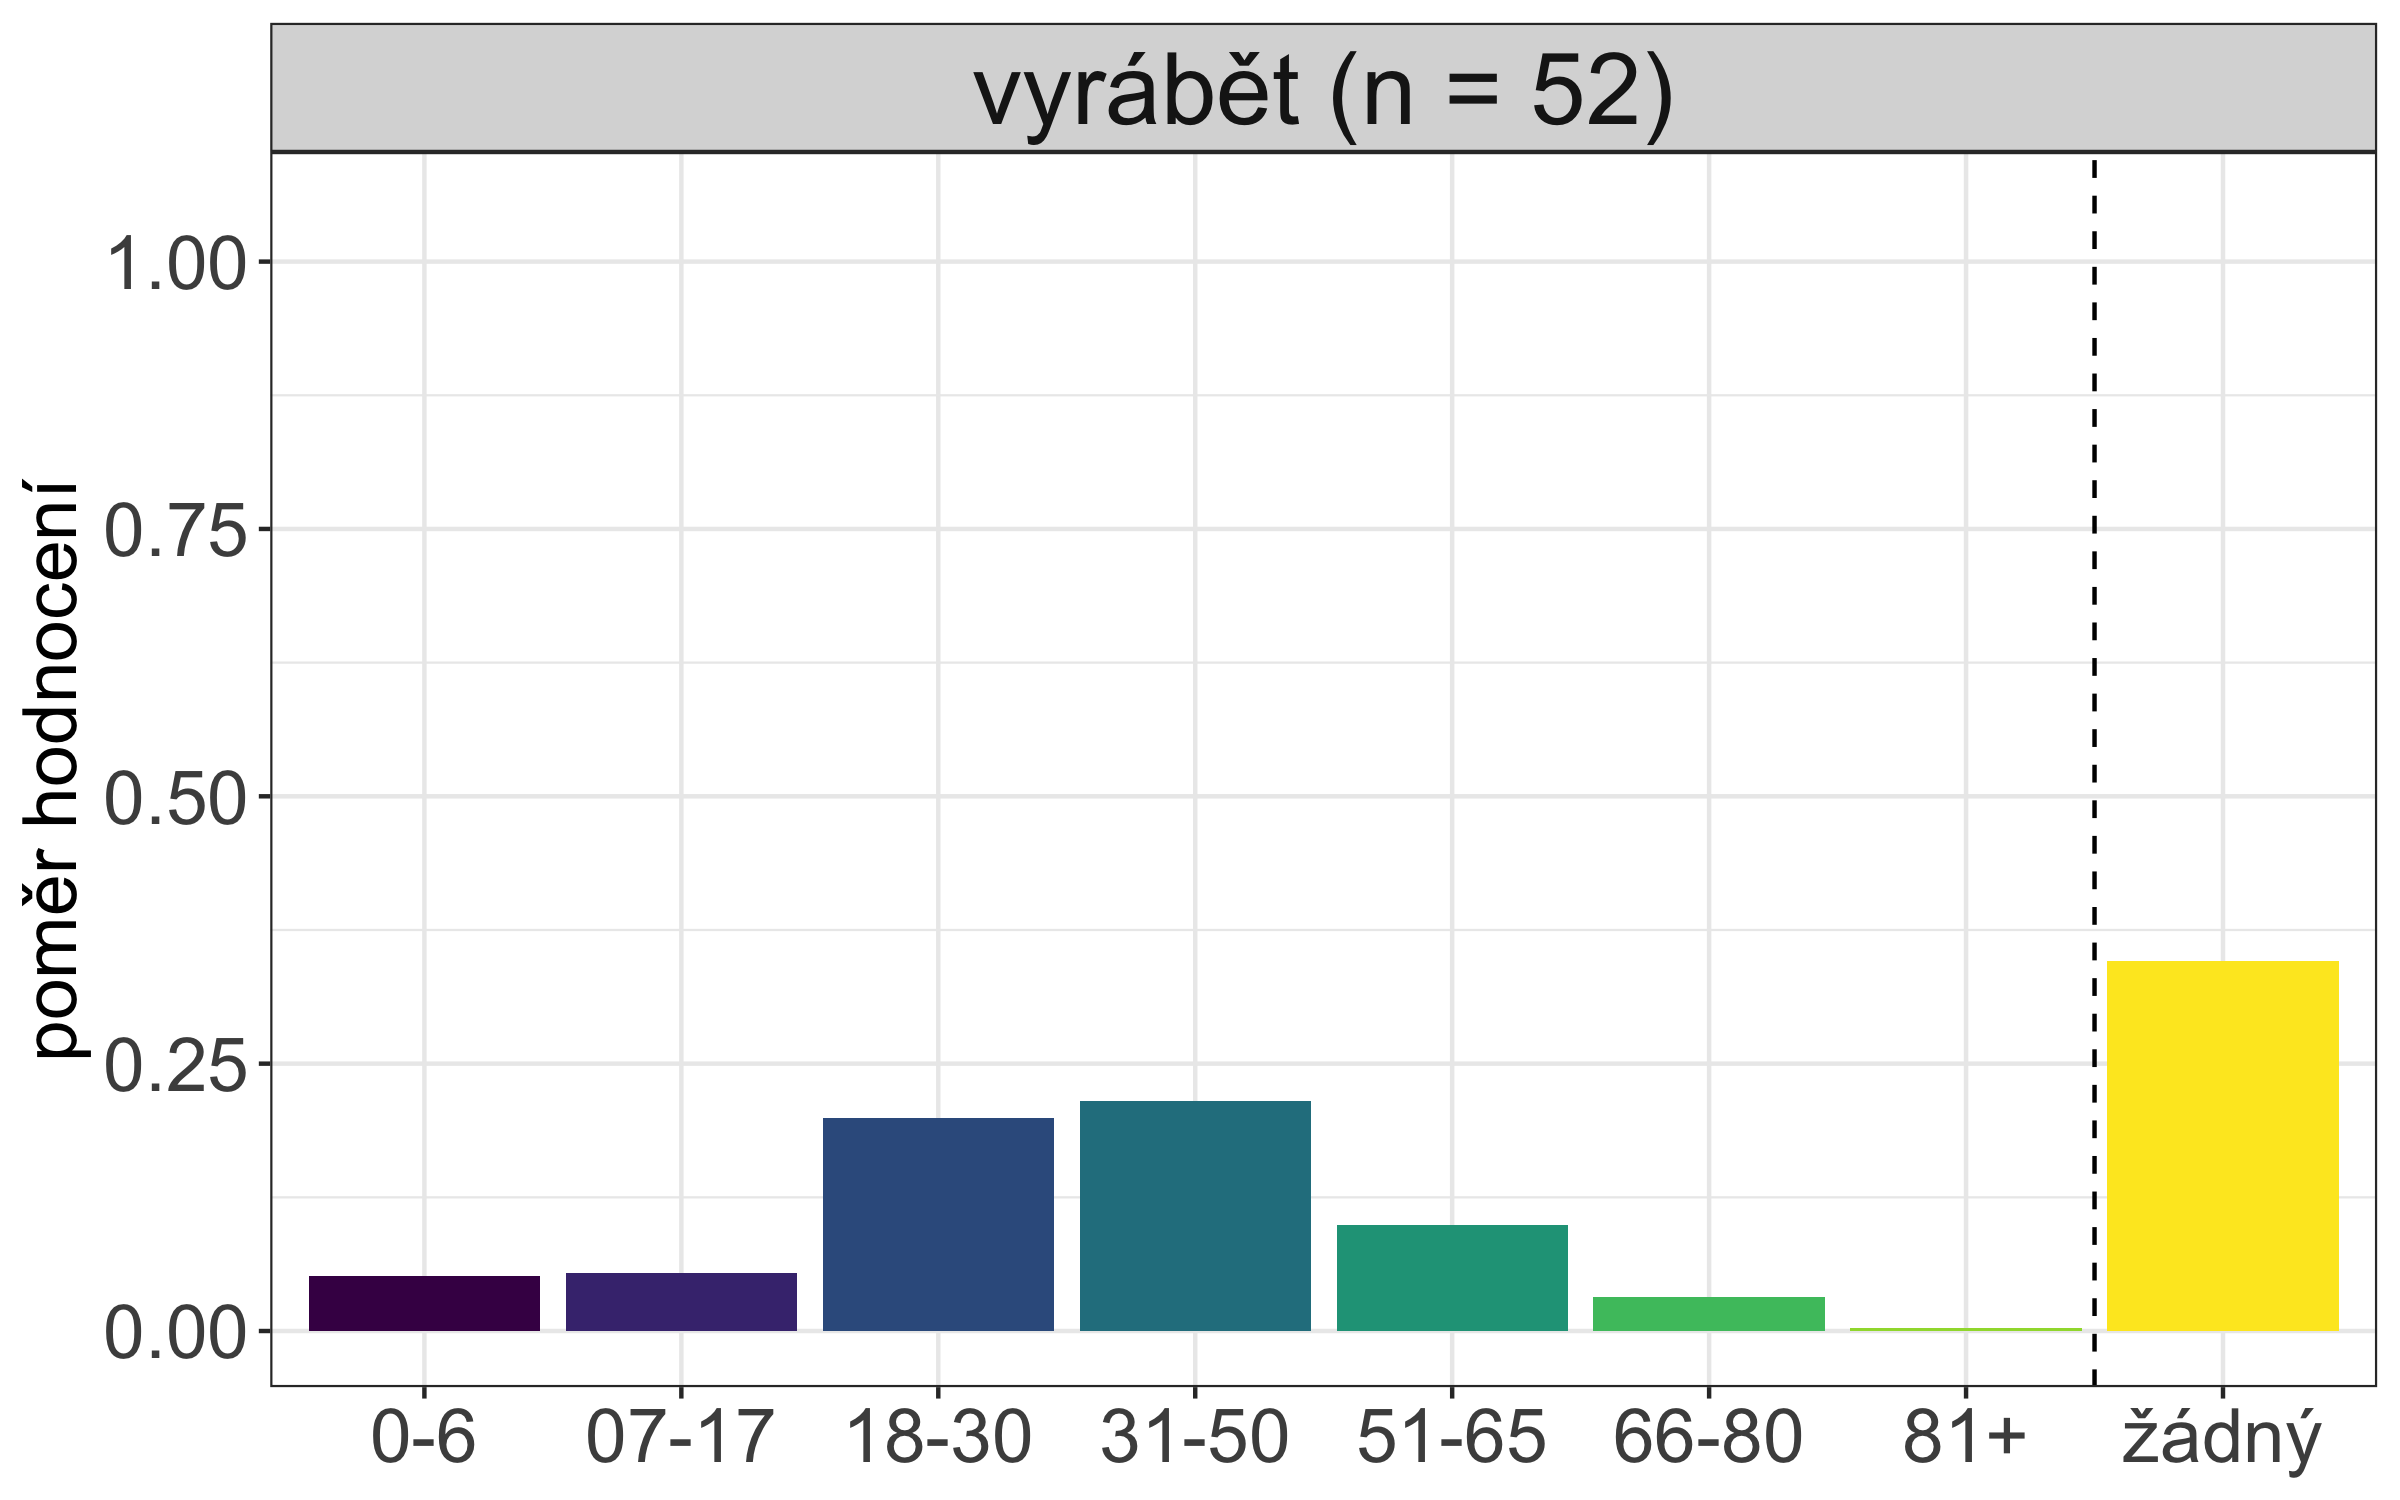 vyrábět (n = 52)
poměr hodnocení
1.00
0.75
0.50
0.25
0.00
0-6 07-17 18-30 31-50 51-65 66-80 81+ žádný